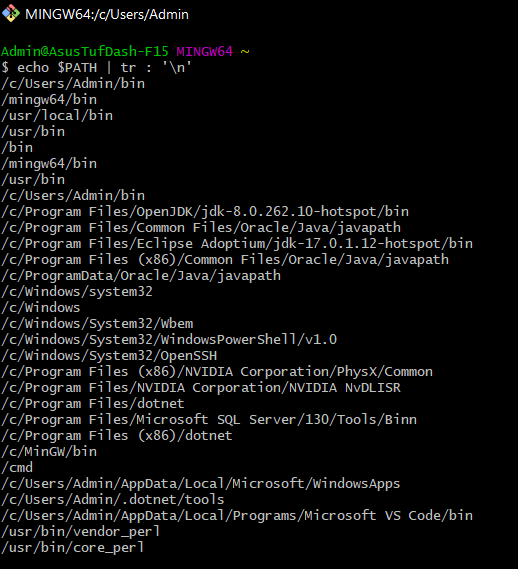 MINGW64:/c/Users/Admin
Admin@AsusTufDash-F15 MINGW64 ~
$ echo $PATH | tr : '\n'
/c/Users/Admin/bin
/mingw64/bin
/usr/local/bin
/usr/bin
/bin
/mingw64/bin
/usr/bin
/c/Users/Admin/bin
/c/Program Files/OpenJDK/jdk-8.0.262.10-hotspot/bin
/c/Program Files/Common Files/Oracle/Java/javapath
/c/Program Files/Eclipse Adoptium/jdk-17.0.1.12-hotspot/bin
/c/Program Files (x86)/Common Files/Oracle/Java/javapath
/c/ProgramData/Oracle/Java/javapath
/c/Windows/system32
/c/Windows
/c/Windows/System32/Wbem
/c/Windows/System32/WindowsPowerShell/v1.0
/c/Windows/System32/OpenSSH
/c/Program Files (x86)/NVIDIA Corporation/PhysX/Common
/c/Program Files/NVIDIA Corporation/NVIDIA NvDLISR
/c/Program Files/dotnet
/c/Program Files/Microsoft SQL Server/130/Tools/Binn
/c/Program Files (x86)/dotnet
/c/MinGW/bin
/cmd
/c/Users/Admin/AppData/Local/Microsoft/WindowsApps
/c/Users/Admin/.dotnet/tools
/c/Users/Admin/AppData/Local/Programs/Microsoft VS Code/bin
/usr/bin/vendor_perl
/usr/bin/core_perl